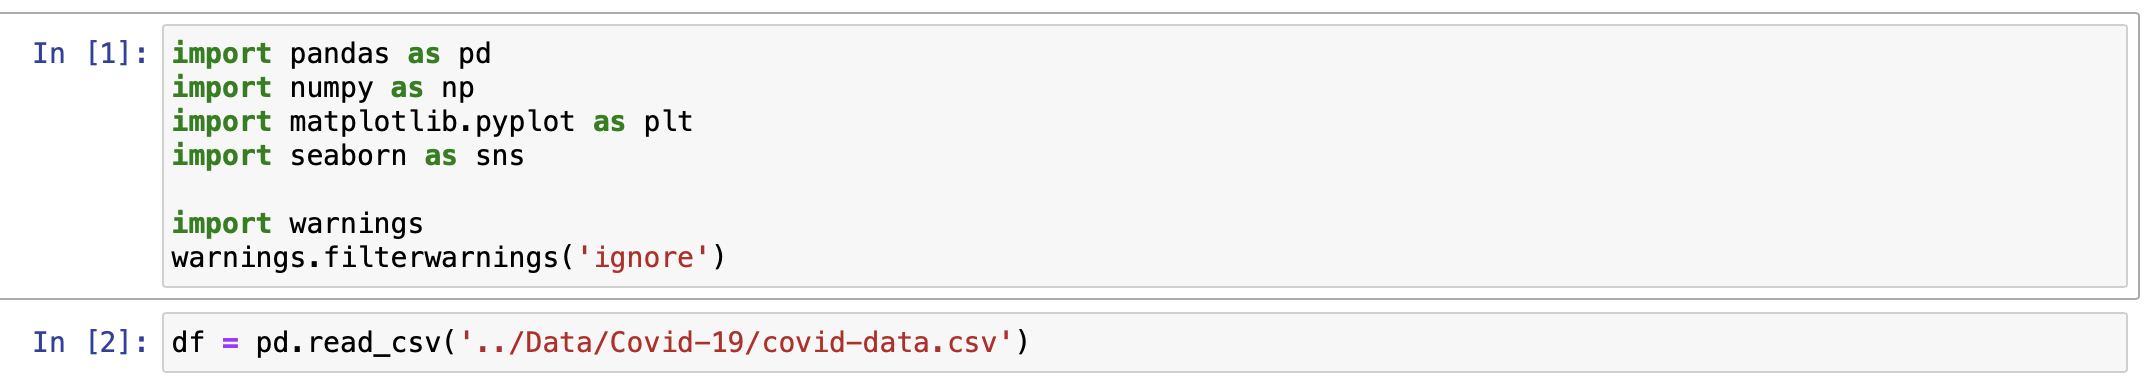 In [1]: import pandas as pd
import numpy as np
import matplotlib.pyplot as plt
import seaborn as sns
import warnings
warnings.filterwarnings('ignore')
In [2]: df = pd.read_csv('../Data/Covid-19/covid-data.csv')